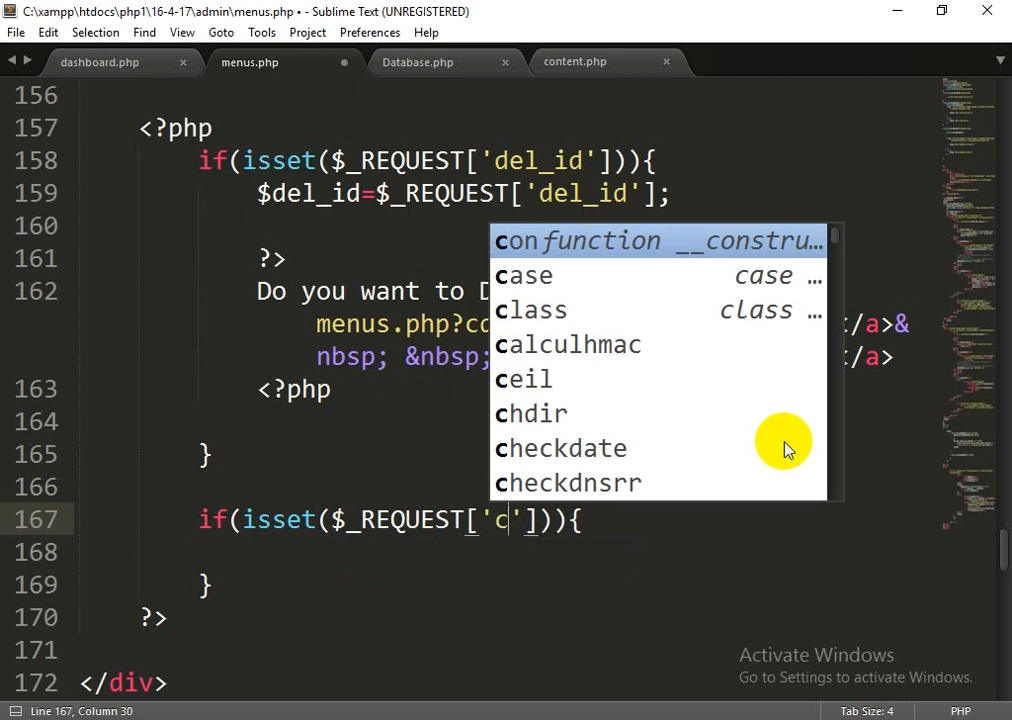 C:\xampp\htdocs\php1\16-4-17\admin\menus.php • - Sublime Text (UNREGISTERED)
File Edit Selection Find View Goto Tools Project Preferences Help
dashboard.php menus.php Database.php content.php
156
157 <?php
158 if(isset($_REQUEST['del_id'])){
159 $del_id=$_REQUEST['del_id'];
160
161 ?>
162 Do you want to D
menus.php?co </a>&
nbsp; &nbsp; </a>
163 <?php
164
165 }
166
167 if(isset($_REQUEST['c'])){
168
169 }
170 ?>
171
172 </div>
confunction __constru…
case case …
class class …
calculhmac
ceil
chdir
checkdate
checkdnsrr
Activate Windows
Go to Settings to activate Windows.
Line 167, Column 30 Tab Size: 4 PHP